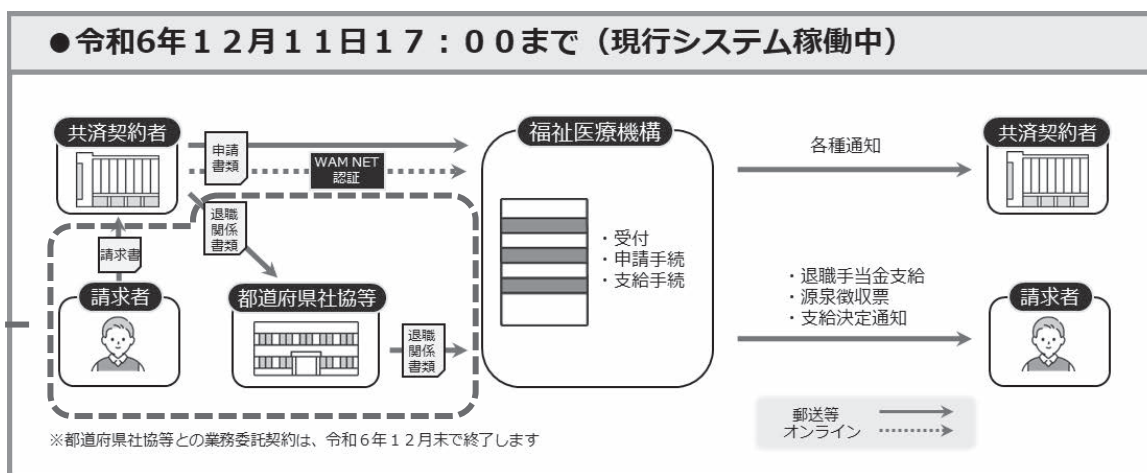 ●令和6年１２月１１日１７：００まで（現行システム稼働中）
共済契約者
申請
書類
WAM NET
認証
福祉医療機構
各種通知
共済契約者
退職
関係
書類
請求書
・受付
・申請手続
・支給手続
請求者
都道府県社協等
退職
関係
書類
・退職手当金支給
・源泉徴収票
・支給決定通知
請求者
郵送等
オンライン
※都道府県社協等との業務委託契約は、令和６年１２月末で終了します